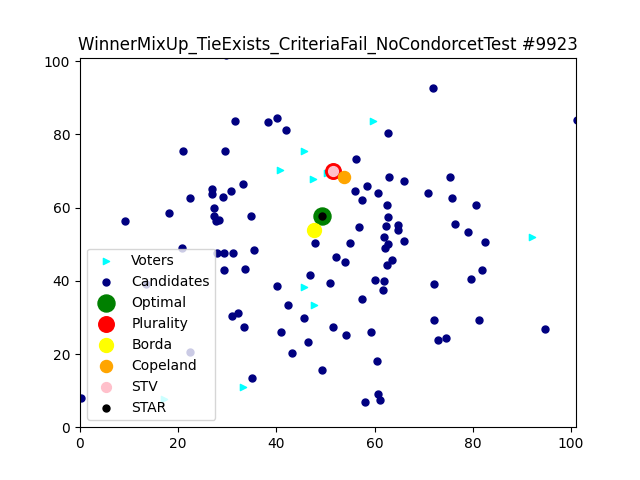 WinnerMixUp_TieExists_CriteriaFail_NoCondorcetTest #9923
100
80
60
40
20
0
Voters
Candidates
Optimal
Plurality
Borda
Copeland
STV
STAR
0 20 40 60 80 100